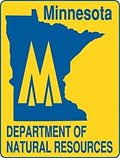 Minnesota
M
DEPARTMENT OF
NATURAL RESOURCES